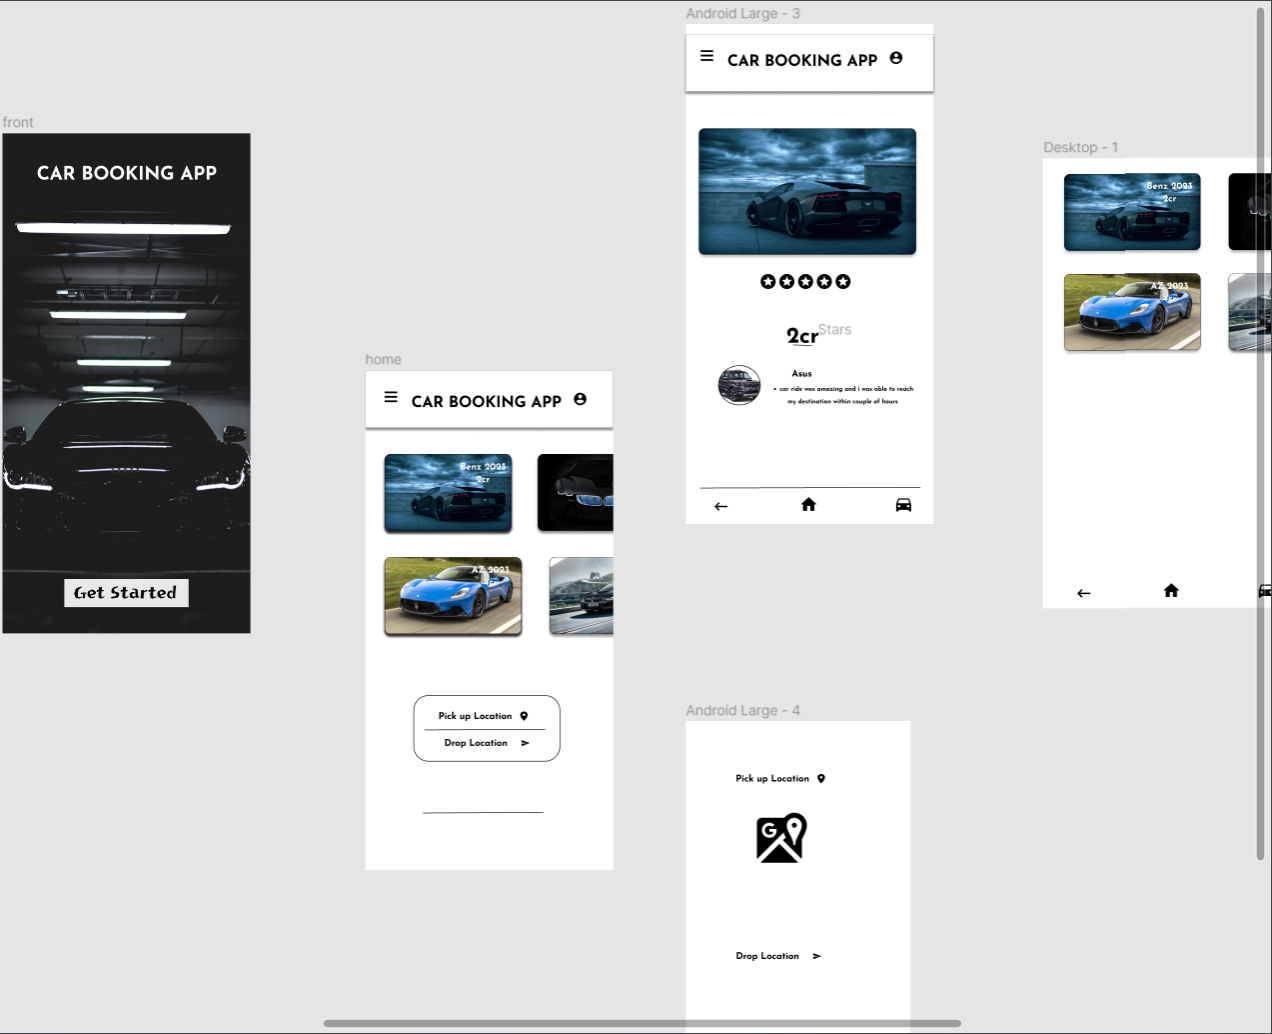 front
CAR BOOKING APP
Get Started
home
CAR BOOKING APP
Benz 2023
2cr
AZ 2023
Pick up Location
Drop Location
Android Large - 3
CAR BOOKING APP
Stars
2cr
Asus
• car ride was amazing and i was able to reach
my destination within couple of hours
Android Large - 4
Pick up Location
G
Drop Location
Desktop - 1
Benz 2023
2cr
AZ 2023